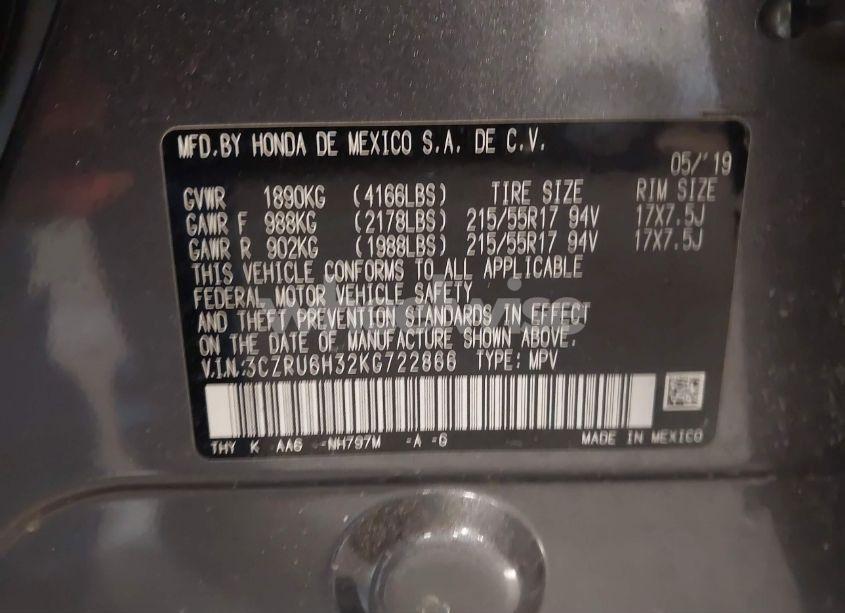 MFD.BY HONDA DE MEXICO S.A. DE C.V.
05/'19
GVWR 1890KG (4166LBS) TIRE SIZE RIM SIZE
GAWR F 988KG (2178LBS) 215/55R17 94V 17X7.5J
GAWR R 902KG (1988LBS) 215/55R17 94V 17X7.5J
THIS VEHICLE CONFORMS TO ALL APPLICABLE
FEDERAL MOTOR VEHICLE SAFETY
AND THEFT PREVENTION STANDARDS IN EFFECT
ON THE DATE OF MANUFACTURE SHOWN ABOVE.
V.I.N:3CZRU6H32KG722866 TYPE: MPV
THY K AA6 -NH797M -A -G MADE IN MEXICO